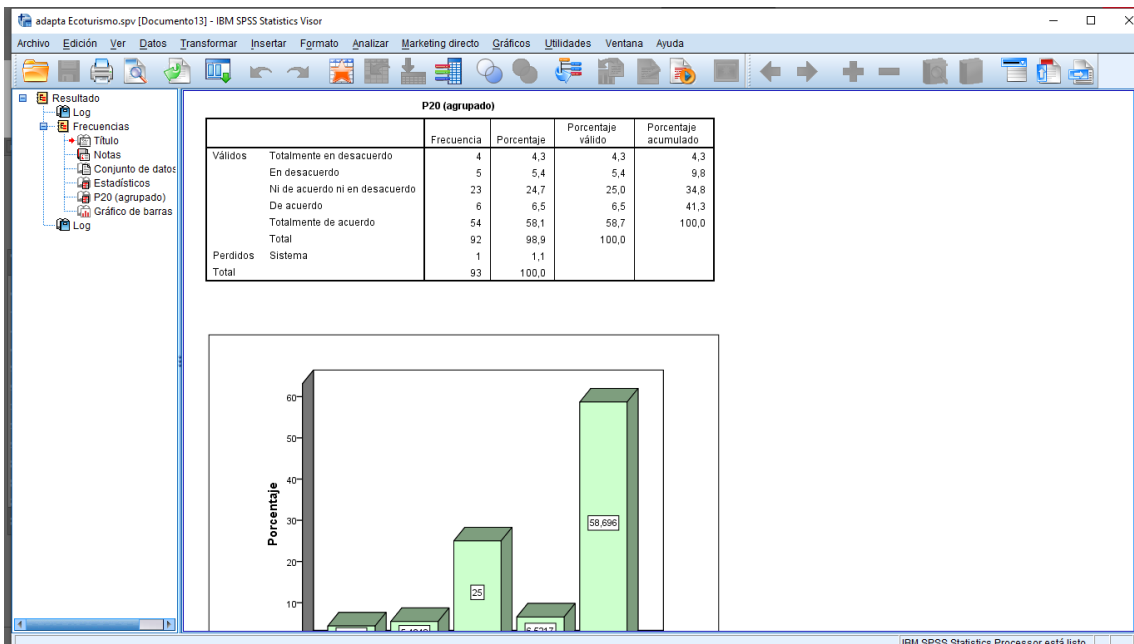 adapta Ecoturismo.spv [Documento13] - IBM SPSS Statistics Visor
Archivo Edición Ver Datos Transformar Insertar Formato Analizar Marketing directo Gráficos Utilidades Ventana Ayuda
Resultado
Log
Frecuencias
Título
Notas
Conjunto de datos
Estadísticos
P20 (agrupado)
Gráfico de barras
Log
P20 (agrupado)
Frecuencia Porcentaje Porcentaje válido Porcentaje acumulado
Válidos Totalmente en desacuerdo 4 4,3 4,3 4,3
En desacuerdo 5 5,4 5,4 9,8
Ni de acuerdo ni en desacuerdo 23 24,7 25,0 34,8
De acuerdo 6 6,5 6,5 41,3
Totalmente de acuerdo 54 58,1 58,7 100,0
Total 92 98,9 100,0
Perdidos Sistema 1 1,1
Total 93 100,0
Porcentaje
60
50
40
30
20
10
58,696
25
6,5217
IBM SPSS Statistics Processor está listo